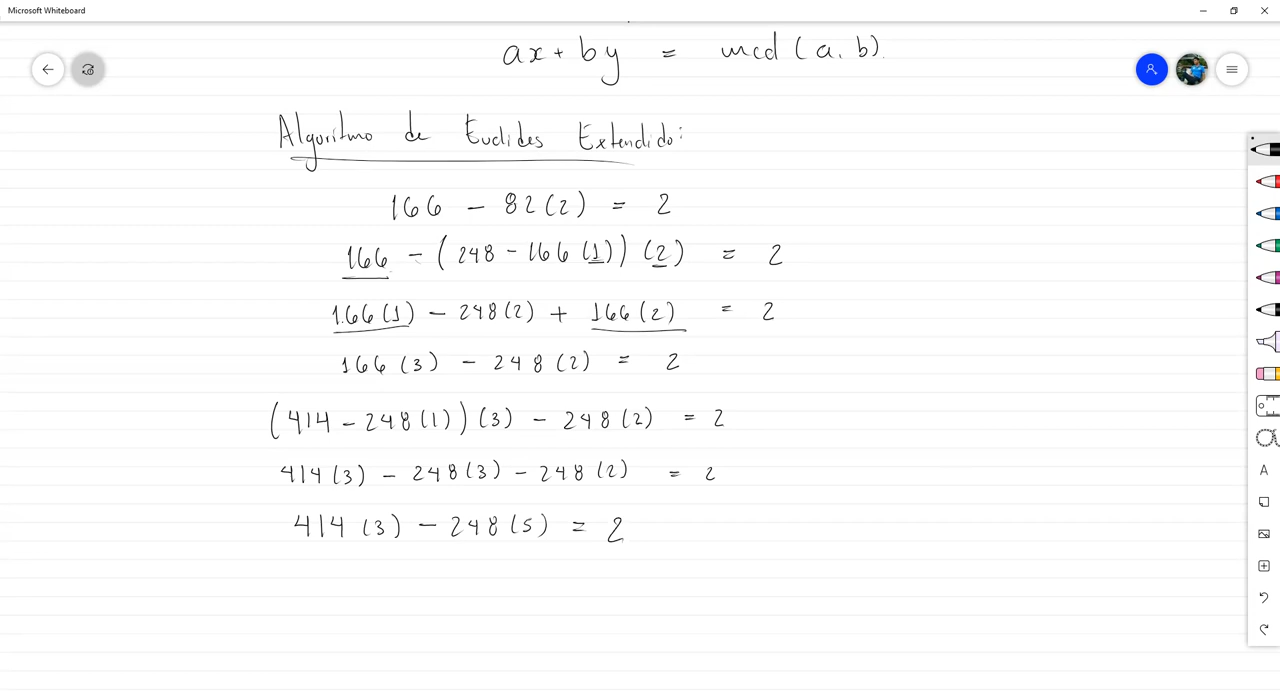 Microsoft Whiteboard
ax + by = mcd (a, b).
Algoritmo de Euclides Extendido:
166 - 82(2) = 2
166 - (248 - 166(1))(2) = 2
166(1) - 248(2) + 166(2) = 2
166(3) - 248(2) = 2
(414 - 248(1))(3) - 248(2) = 2
414(3) - 248(3) - 248(2) = 2
414(3) - 248(5) = 2
A